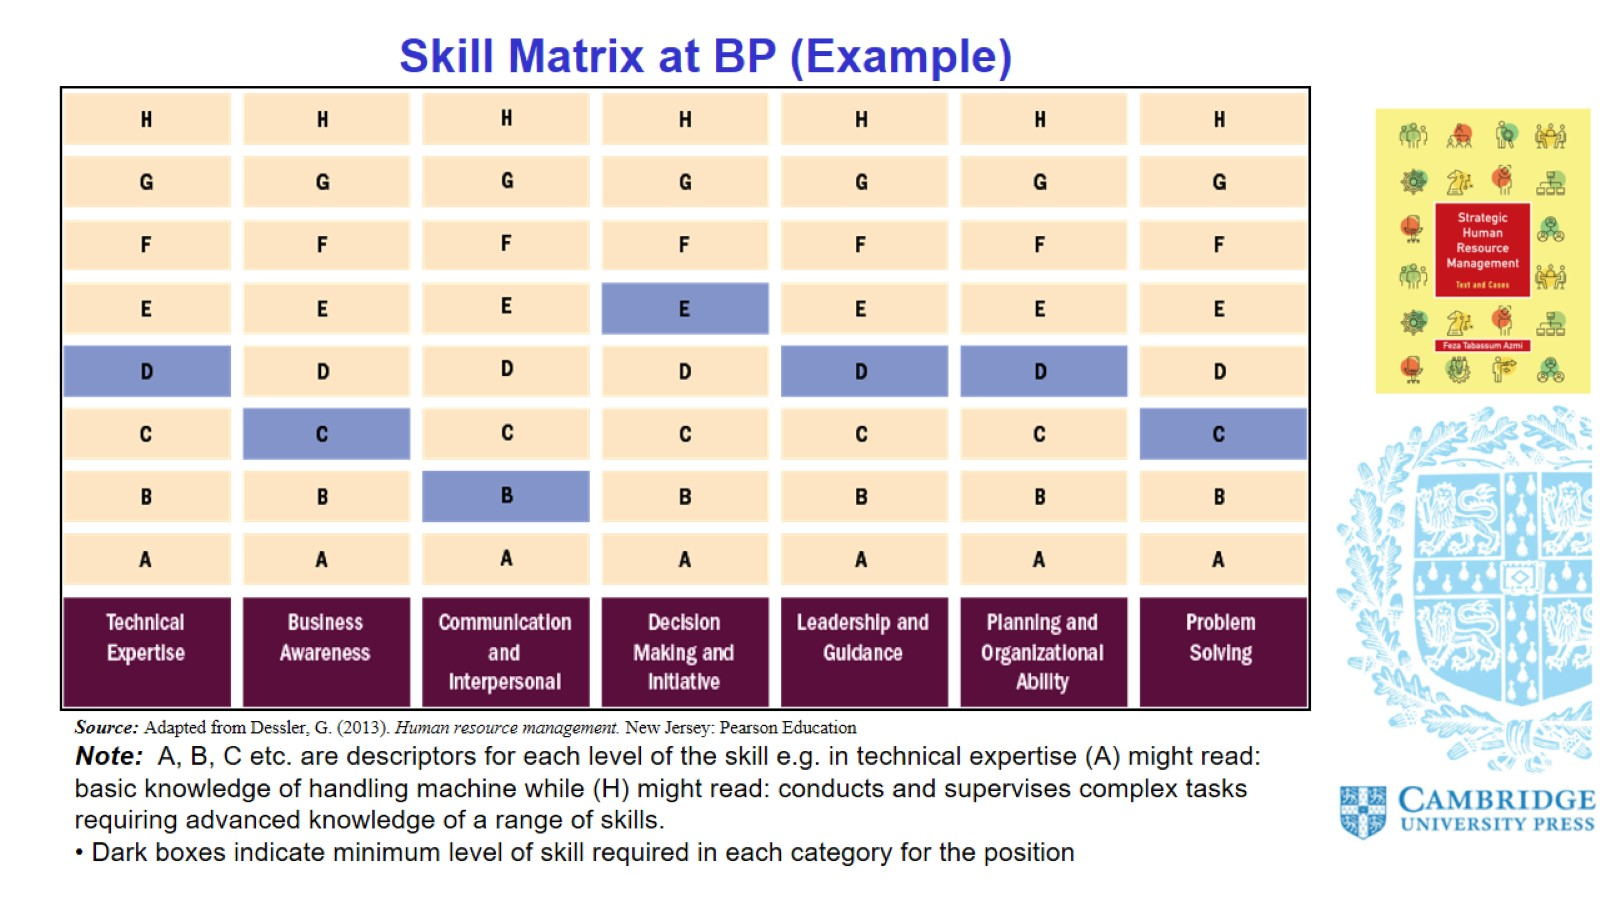 Skill Matrix at BP (Example)
H H H H H H H
G G G G G G G
F F F F F F F
E E E E E E E
D D D D D D D
C C C C C C C
B B B B B B B
A A A A A A A
Technical
Expertise
Business
Awareness
Communication
and
Interpersonal
Decision
Making and
Initiative
Leadership and
Guidance
Planning and
Organizational
Ability
Problem
Solving
Source: Adapted from Dessler, G. (2013). Human resource management. New Jersey: Pearson Education
Note: A, B, C etc. are descriptors for each level of the skill e.g. in technical expertise (A) might read:
basic knowledge of handling machine while (H) might read: conducts and supervises complex tasks
requiring advanced knowledge of a range of skills.
• Dark boxes indicate minimum level of skill required in each category for the position
Strategic
Human
Resource
Management
Text and Cases
Feza Tabassum Azmi
CAMBRIDGE
UNIVERSITY PRESS